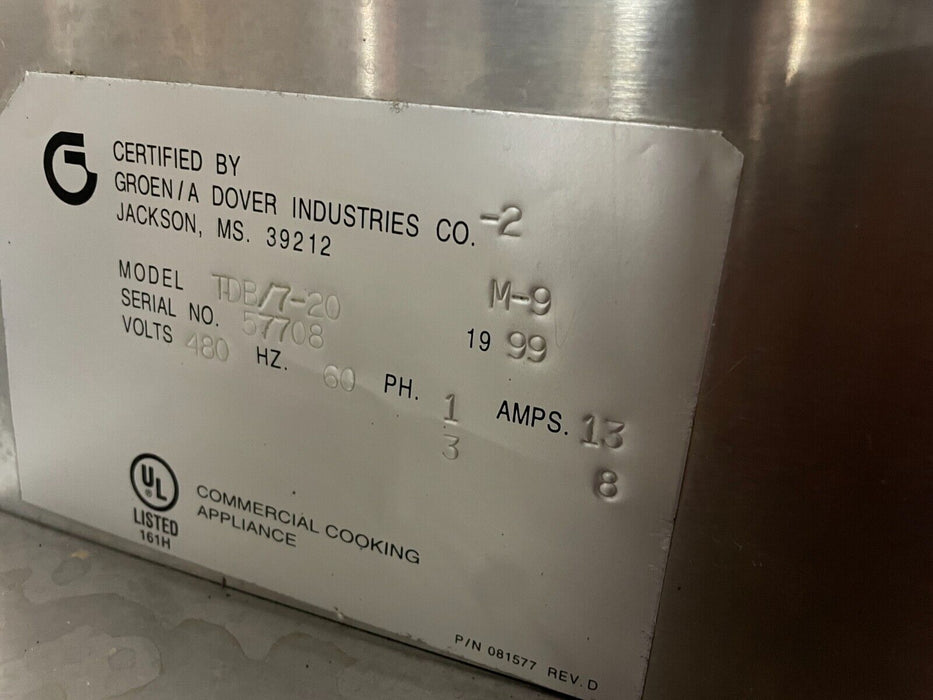 CERTIFIED BY
GROEN/A DOVER INDUSTRIES CO. -2
JACKSON, MS. 39212
MODEL TDB/7-20 M-9
SERIAL NO. 57708 19 99
VOLTS 480 HZ. 60 PH. 1 AMPS. 13
3 8
UL
®
LISTED
161H
COMMERCIAL COOKING
APPLIANCE
P/N 081577 REV. D